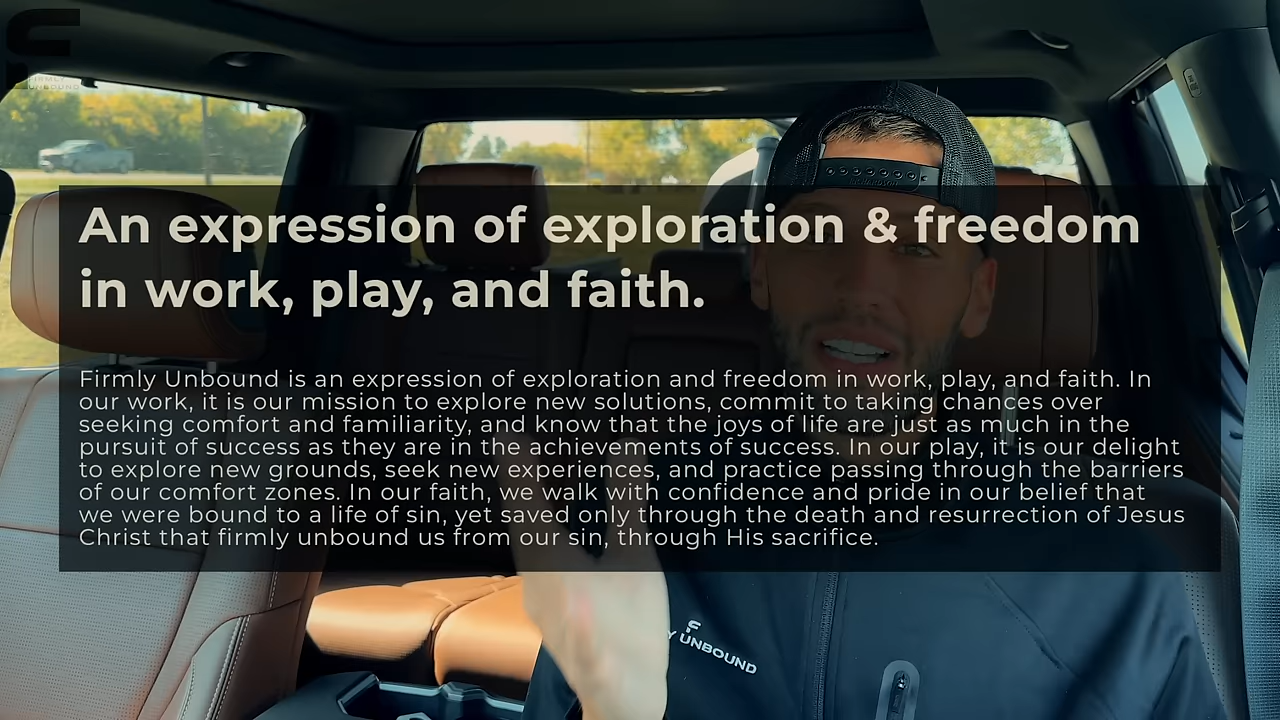 FIRMLY
UNBOUND
An expression of exploration & freedom
in work, play, and faith.
Firmly Unbound is an expression of exploration and freedom in work, play, and faith. In
our work, it is our mission to explore new solutions, commit to taking chances over
seeking comfort and familiarity, and know that the joys of life are just as much in the
pursuit of success as they are in the achievements of success. In our play, it is our delight
to explore new grounds, seek new experiences, and practice passing through the barriers
of our comfort zones. In our faith, we walk with confidence and pride in our belief that
we were bound to a life of sin, yet saved only through the death and resurrection of Jesus
Christ that firmly unbound us from our sin, through His sacrifice.
Y UNBOUND